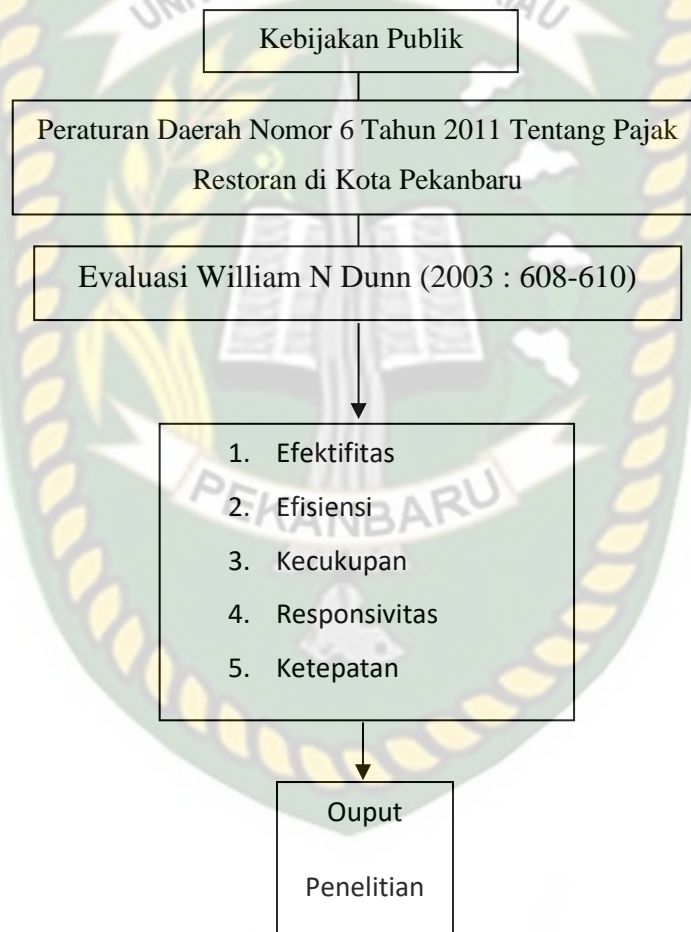 Kebijakan Publik
Peraturan Daerah Nomor 6 Tahun 2011 Tentang Pajak
Restoran di Kota Pekanbaru
Evaluasi William N Dunn (2003 : 608-610)
1. Efektifitas
2. Efisiensi
PEKANBARU
3. Kecukupan
4. Responsivitas
5. Ketepatan
Ouput
Penelitian